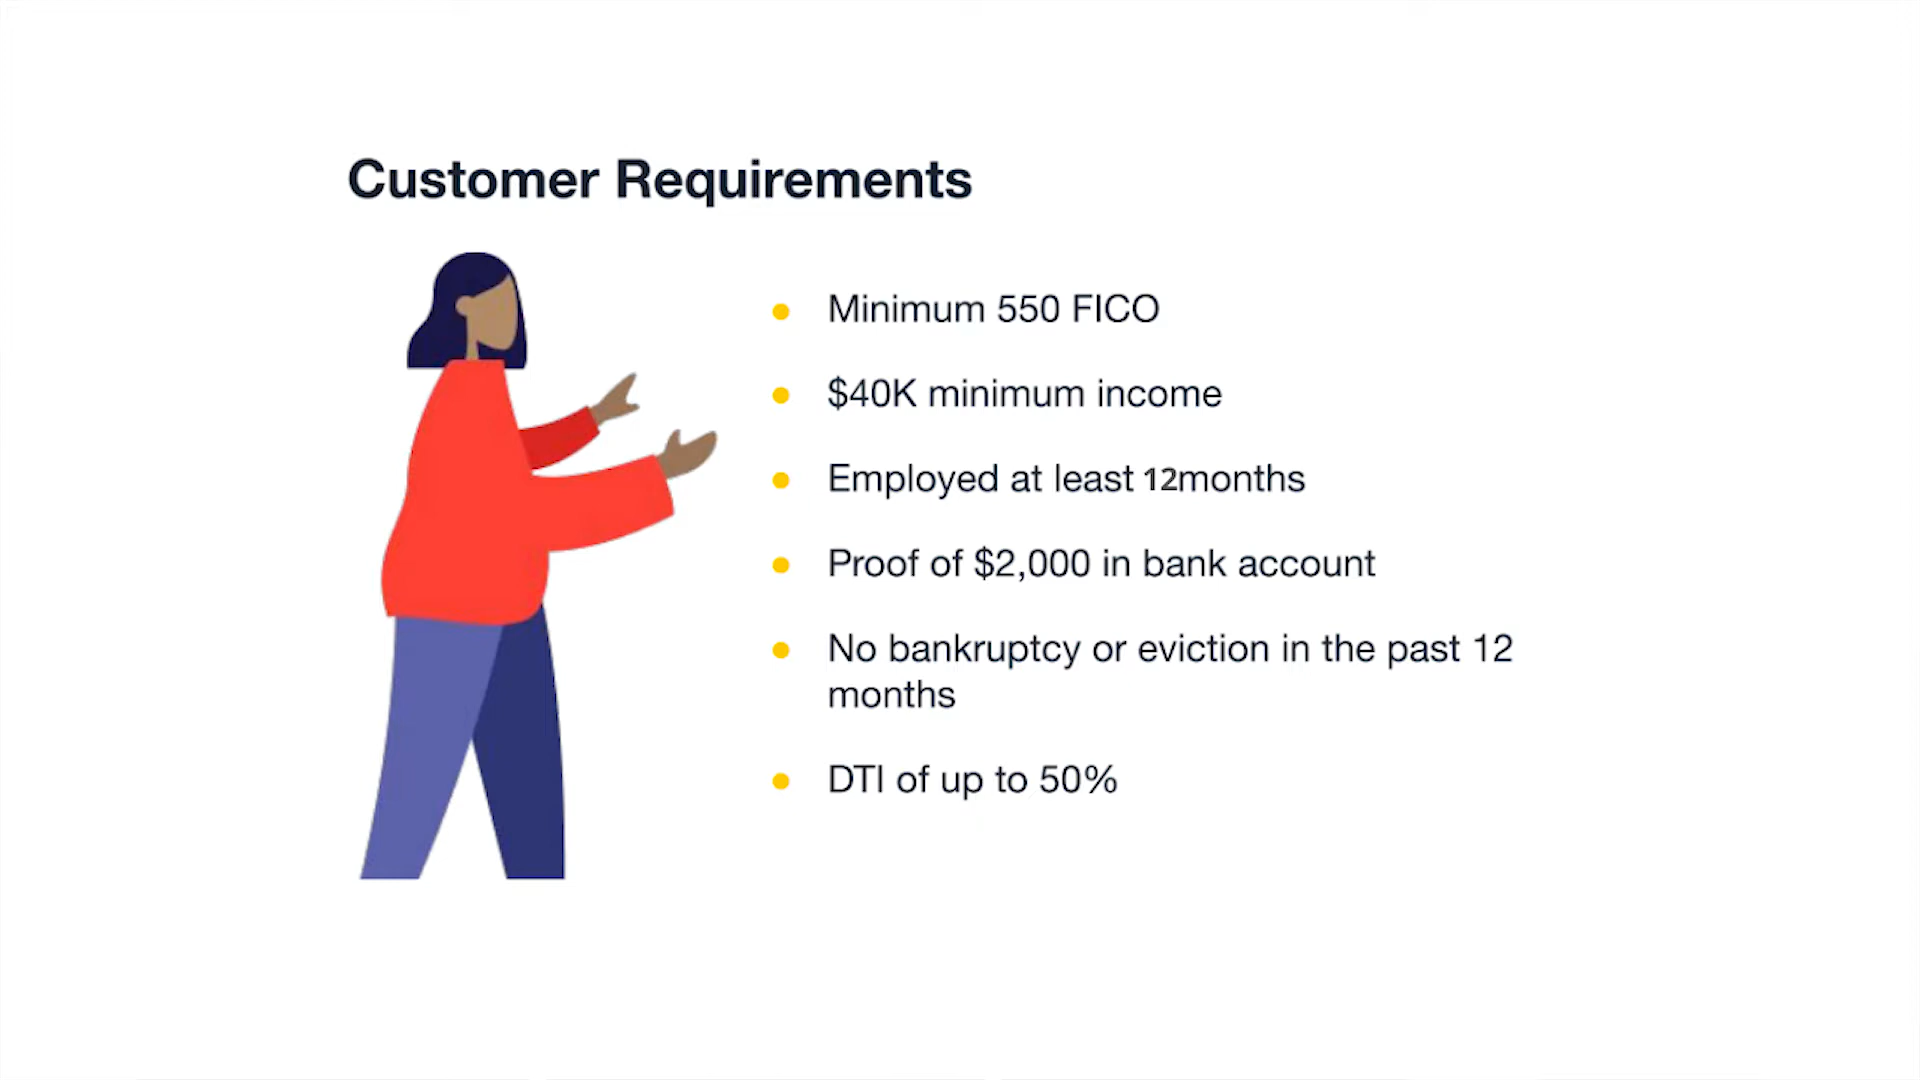 Customer Requirements
Minimum 550 FICO
$40K minimum income
Employed at least 12months
Proof of $2,000 in bank account
No bankruptcy or eviction in the past 12
months
DTI of up to 50%